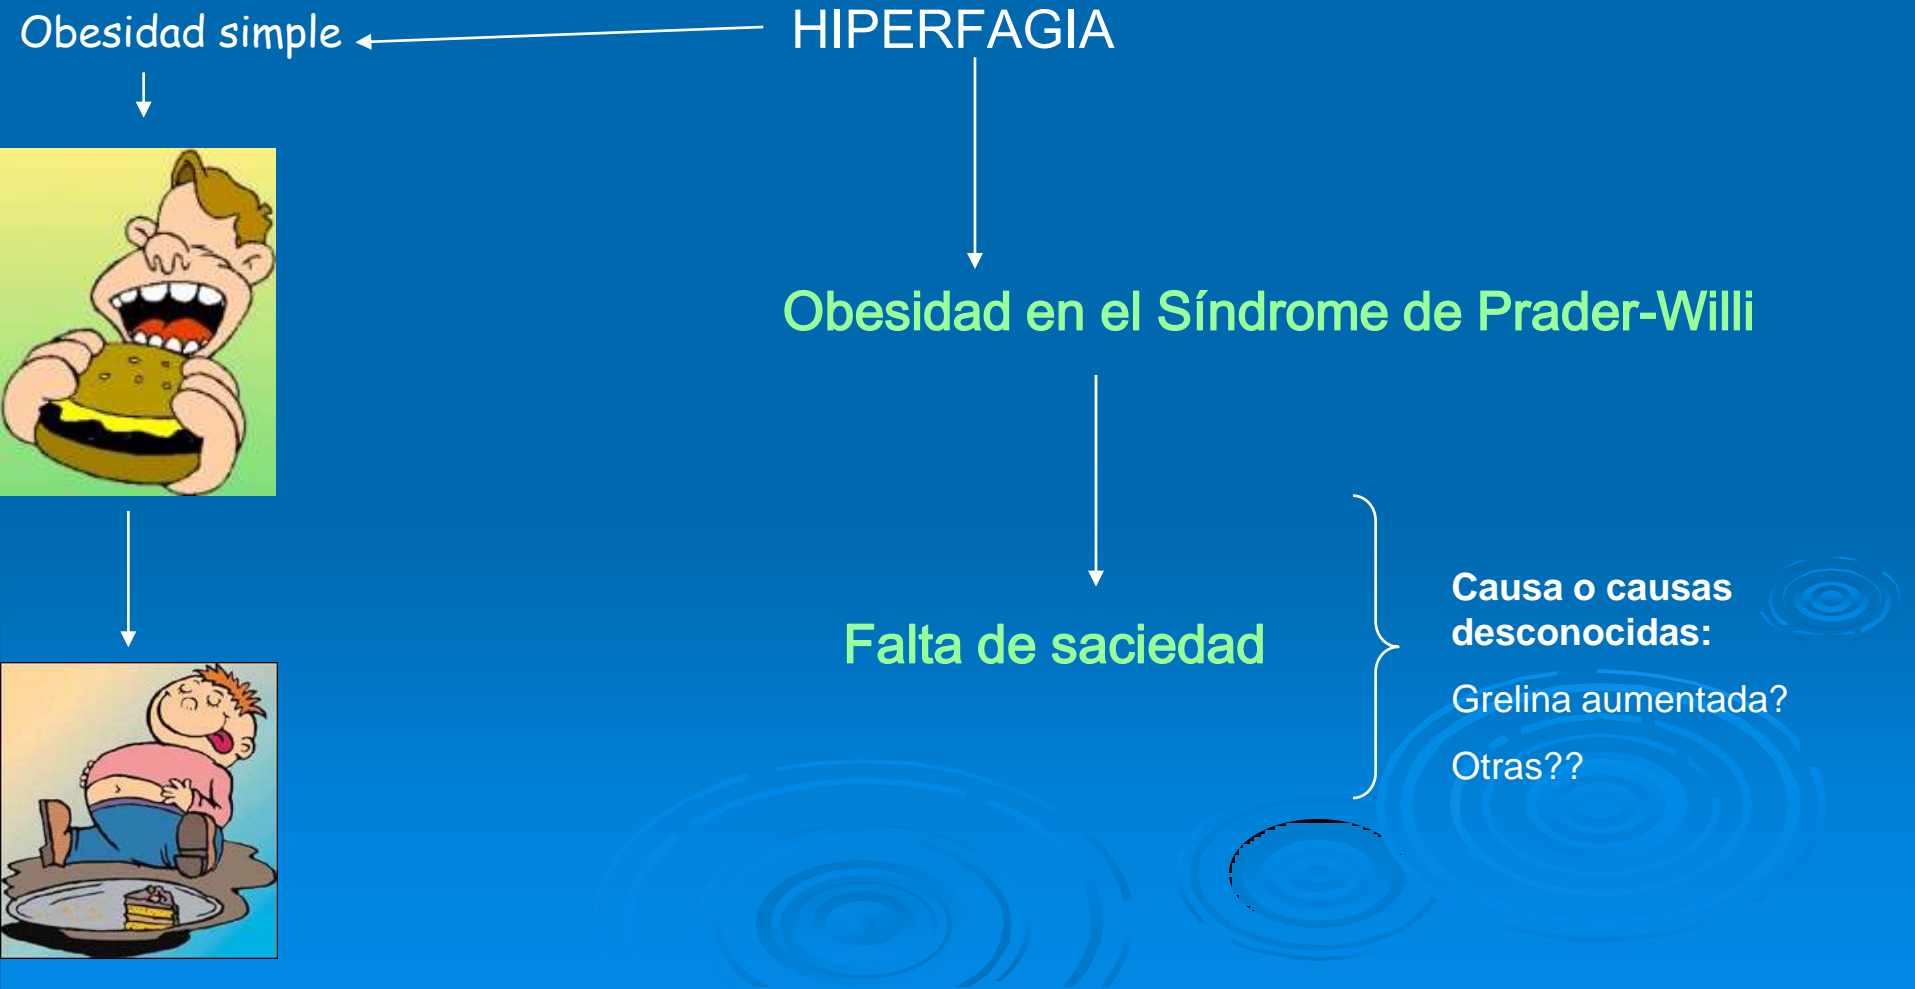 Obesidad simple
HIPERFAGIA
Obesidad en el Síndrome de Prader-Willi
Falta de saciedad
Causa o causas
desconocidas:
Grelina aumentada?
Otras??